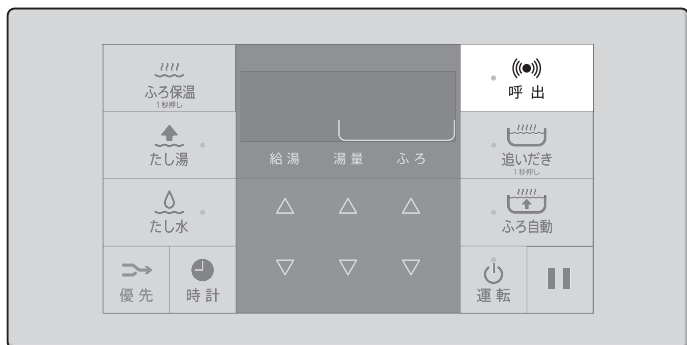 ふろ保温
1秒押し
たし湯
たし水
優先
時計
給湯 湯量 ふろ
呼出
追いだき
1秒押し
ふろ自動
運転